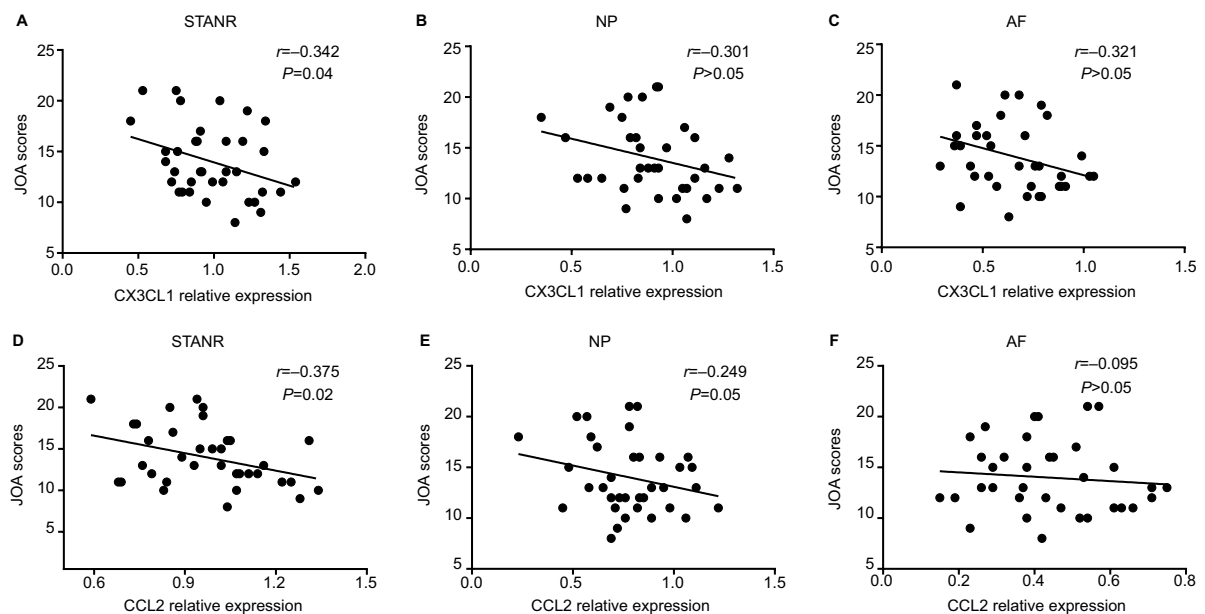 A STANR
r=–0.342
P=0.04
JOA scores
25
20
15
10
5
0.0 0.5 1.0 1.5 2.0
CX3CL1 relative expression
B NP
r=–0.301
P>0.05
JOA scores
25
20
15
10
5
0.0 0.5 1.0 1.5
CX3CL1 relative expression
C AF
r=–0.321
P>0.05
JOA scores
25
20
15
10
5
0.0 0.5 1.0 1.5
CX3CL1 relative expression
D STANR
r=–0.375
P=0.02
JOA scores
25
20
15
10
5
0.6 0.9 1.2 1.5
CCL2 relative expression
E NP
r=–0.249
P=0.05
JOA scores
25
20
15
10
5
0.0 0.5 1.0 1.5
CCL2 relative expression
F AF
r=–0.095
P>0.05
JOA scores
25
20
15
10
5
0.0 0.2 0.4 0.6 0.8
CCL2 relative expression